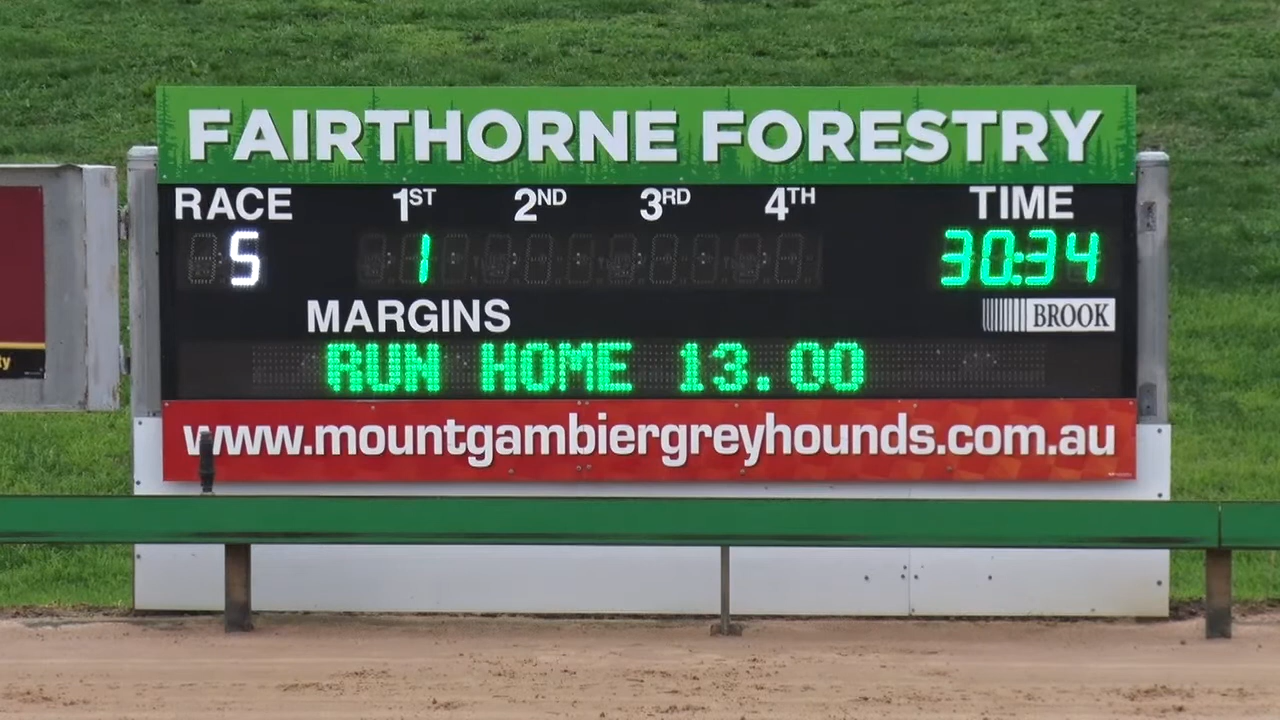 FAIRTHORNE FORESTRY
RACE 1ST 2ND 3RD 4TH TIME
5 1 30:34
MARGINS BROOK
RUN HOME 13.00
www.mountgambiergreyhounds.com.au
ty